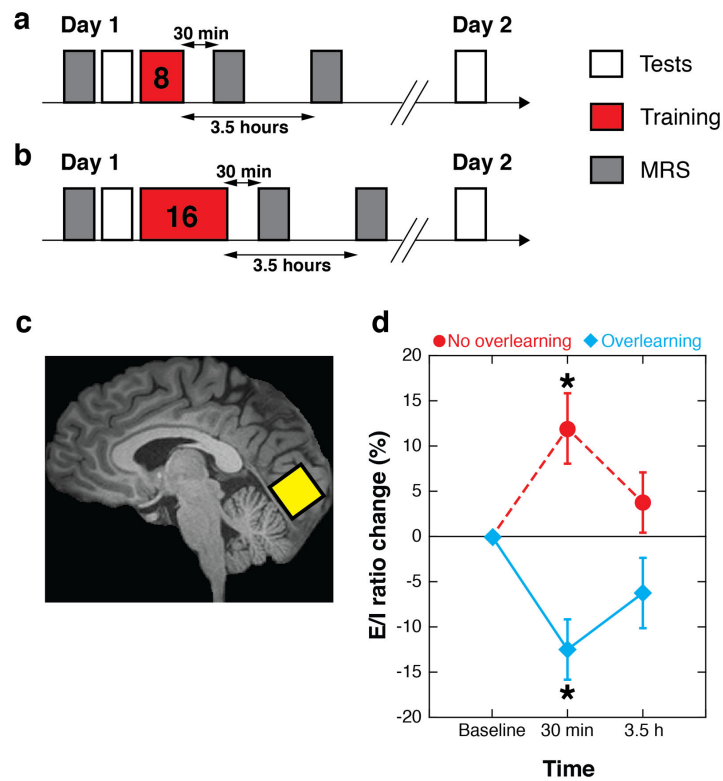 a
Day 1
30 min
Day 2
8
3.5 hours
Tests
Training
MRS
b
Day 1
30 min
Day 2
16
3.5 hours
c
d
No overlearning
Overlearning
20
15
10
5
0
-5
-10
-15
-20
E/I ratio change (%)
*
*
Baseline
30 min
3.5 h
Time